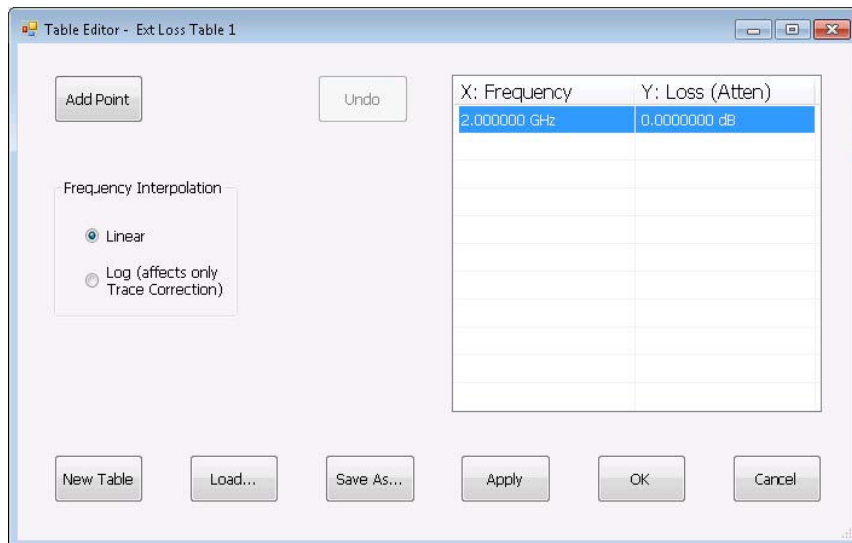 Table Editor - Ext Loss Table 1
Add Point
Undo
X: Frequency Y: Loss (Atten)
2.000000 GHz 0.0000000 dB
Frequency Interpolation
Linear
Log (affects only
Trace Correction)
New Table
Load...
Save As...
Apply
OK
Cancel